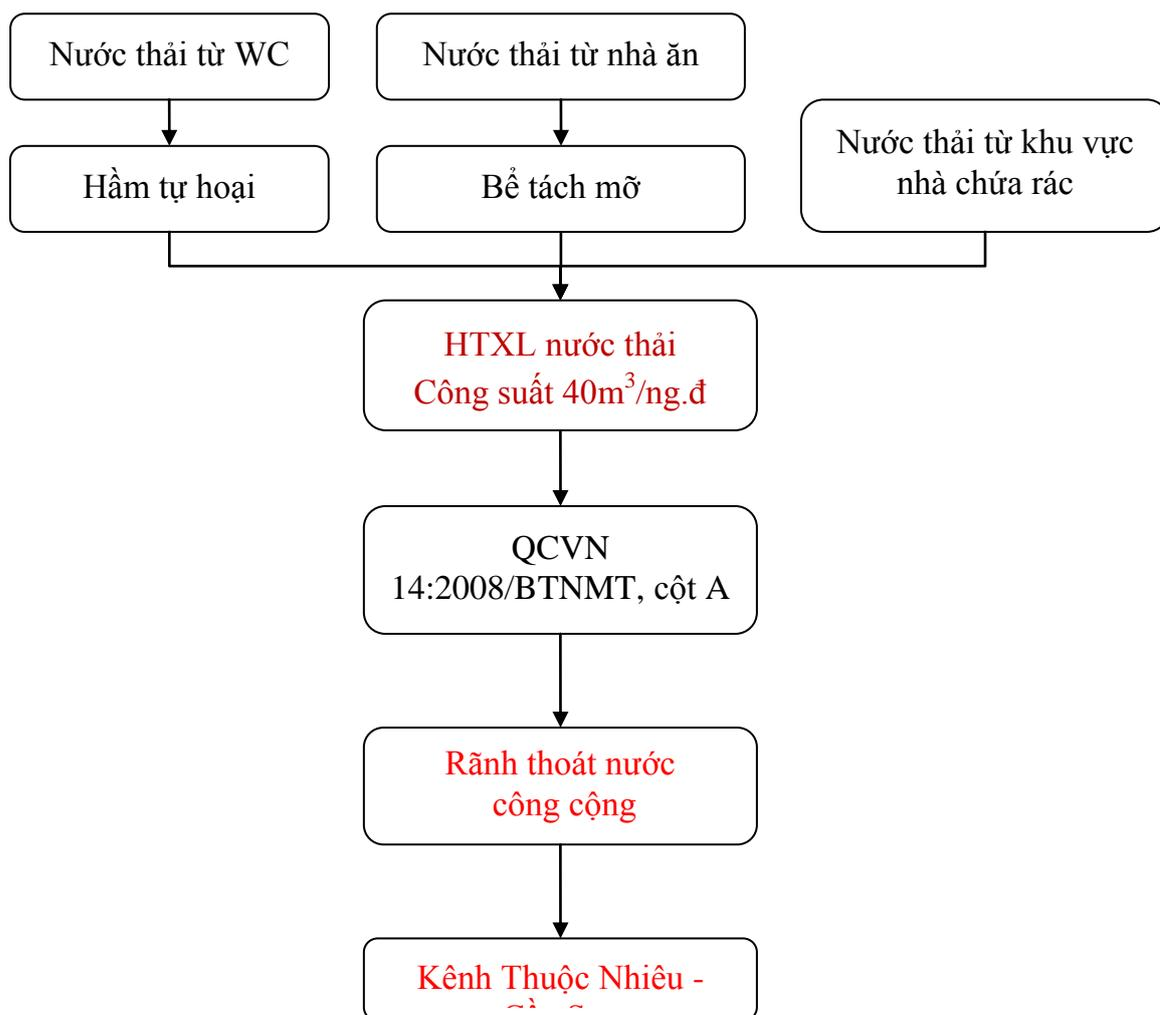 Nước thải từ WC
Nước thải từ nhà ăn
Nước thải từ khu vực
nhà chứa rác
Hầm tự hoại
Bể tách mỡ
HTXL nước thải
Công suất 40m³/ng.đ
QCVN
14:2008/BTNMT, cột A
Rãnh thoát nước
công cộng
Kênh Thuộc Nhiêu -